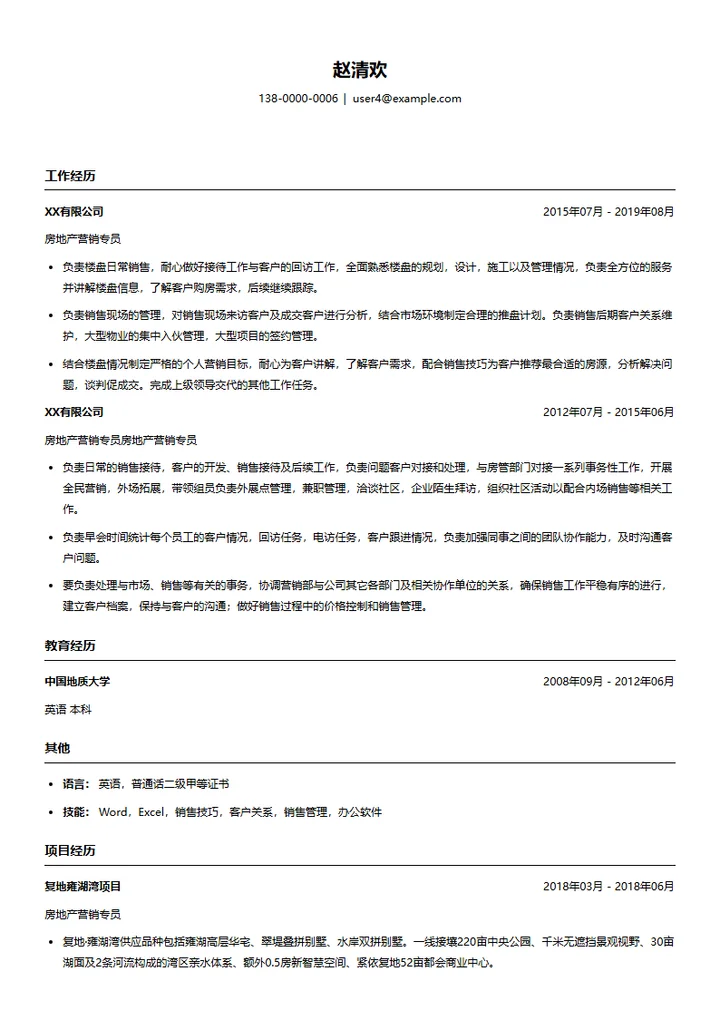 赵清欢
138-0000-0006 | user4@example.com
工作经历
XX有限公司 2015年07月 - 2019年08月
房地产营销专员
• 负责楼盘日常销售，耐心做好接待工作与客户的回访工作，全面熟悉楼盘的规划，设计，施工以及管理情况，负责全方位的服务
并讲解楼盘信息，了解客户购房需求，后续继续跟踪。
• 负责销售现场的管理，对销售现场来访客户及成交客户进行分析，结合市场环境制定合理的推盘计划。负责销售后期客户关系维
护，大型物业的集中入伙管理，大型项目的签约管理。
• 结合楼盘情况制定严格的个人营销目标，耐心为客户讲解，了解客户需求，配合销售技巧为客户推荐最合适的房源，分析解决问
题，谈判促成交。完成上级领导交代的其他工作任务。
XX有限公司 2012年07月 - 2015年06月
房地产营销专员房地产营销专员
• 负责日常的销售接待，客户的开发、销售接待及后续工作，负责问题客户对接和处理，与房管部门对接一系列事务性工作，开展
全民营销，外场拓展，带领组员负责外展点管理，兼职管理，洽谈社区，企业陌生拜访，组织社区活动以配合内场销售等相关工
作。
• 负责早会时间统计每个员工的客户情况，回访任务，电访任务，客户跟进情况，负责加强同事之间的团队协作能力，及时沟通客
户问题。
• 要负责处理与市场、销售等有关的事务，协调营销部与公司其它各部门及相关协作单位的关系，确保销售工作平稳有序的进行，
建立客户档案，保持与客户的沟通；做好销售过程中的价格控制和销售管理。
教育经历
中国地质大学 2008年09月 - 2012年06月
英语 本科
其他
• 语言： 英语，普通话二级甲等证书
• 技能： Word，Excel，销售技巧，客户关系，销售管理，办公软件
项目经历
复地雍湖湾项目 2018年03月 - 2018年06月
房地产营销专员
• 复地·雍湖湾供应品种包括雍湖高层华宅、翠堤叠拼别墅、水岸双拼别墅。一线接壤220亩中央公园、千米无遮挡景观视野、30亩
湖面及2条河流构成的湾区亲水体系、额外0.5房新智慧空间、紧依复地52亩都会商业中心。